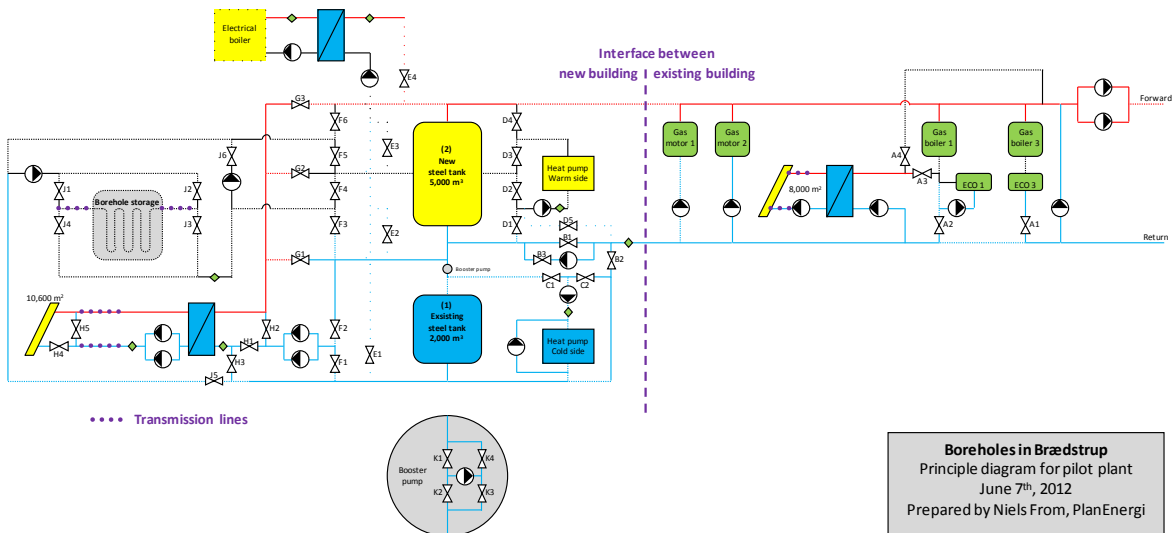 Electrical
boiler
E4
Interface between
new building
existing building
G3
F6
D4
Forward
(2)
New
steel tank
5,000 m³
Gas
motor 1
Gas
motor 2
Gas
boiler 1
Gas
boiler 3
J6
F5
E3
D3
A4
G2
Heat pump
Warm side
8,000 m²
A3
ECO 1
ECO 3
J1
J2
F4
D2
Borehole storage
J4
J3
F3
E2
D1
D5
B1
A2
A1
Return
G1
B3
B2
Booster pump
C1
C2
10,600 m²
(1)
Exsisting
steel tank
2,000 m³
H5
H2
F2
H4
H1
H3
F1
E1
Heat pump
Cold side
J5
Transmission lines
Booster
pump
K1
K4
K2
K3
Boreholes in Brædstrup
Principle diagram for pilot plant
June 7th, 2012
Prepared by Niels From, PlanEnergi